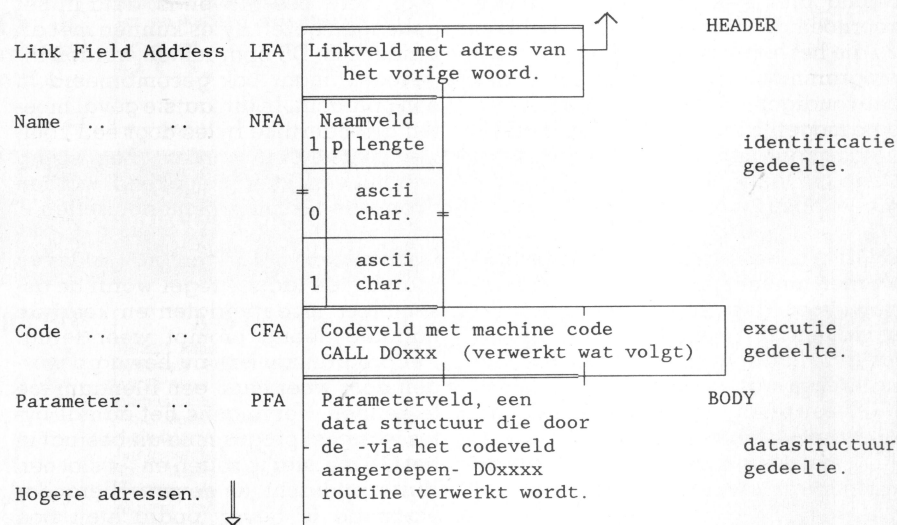 HEADER
Link Field Address LFA Linkveld met adres van
het vorige woord.
Name .. .. NFA Naamveld
1 p lengte
identificatie
gedeelte.
ascii
0 char.
ascii
1 char.
Code .. .. CFA Codeveld met machine code executie
CALL DOxxx (verwerkt wat volgt) gedeelte.
Parameter.. .. PFA Parameterveld, een BODY
data structuur die door
de -via het codeveld datastructuur
aangeroepen- DOxxxx gedeelte.
Hogere adressen. routine verwerkt wordt.